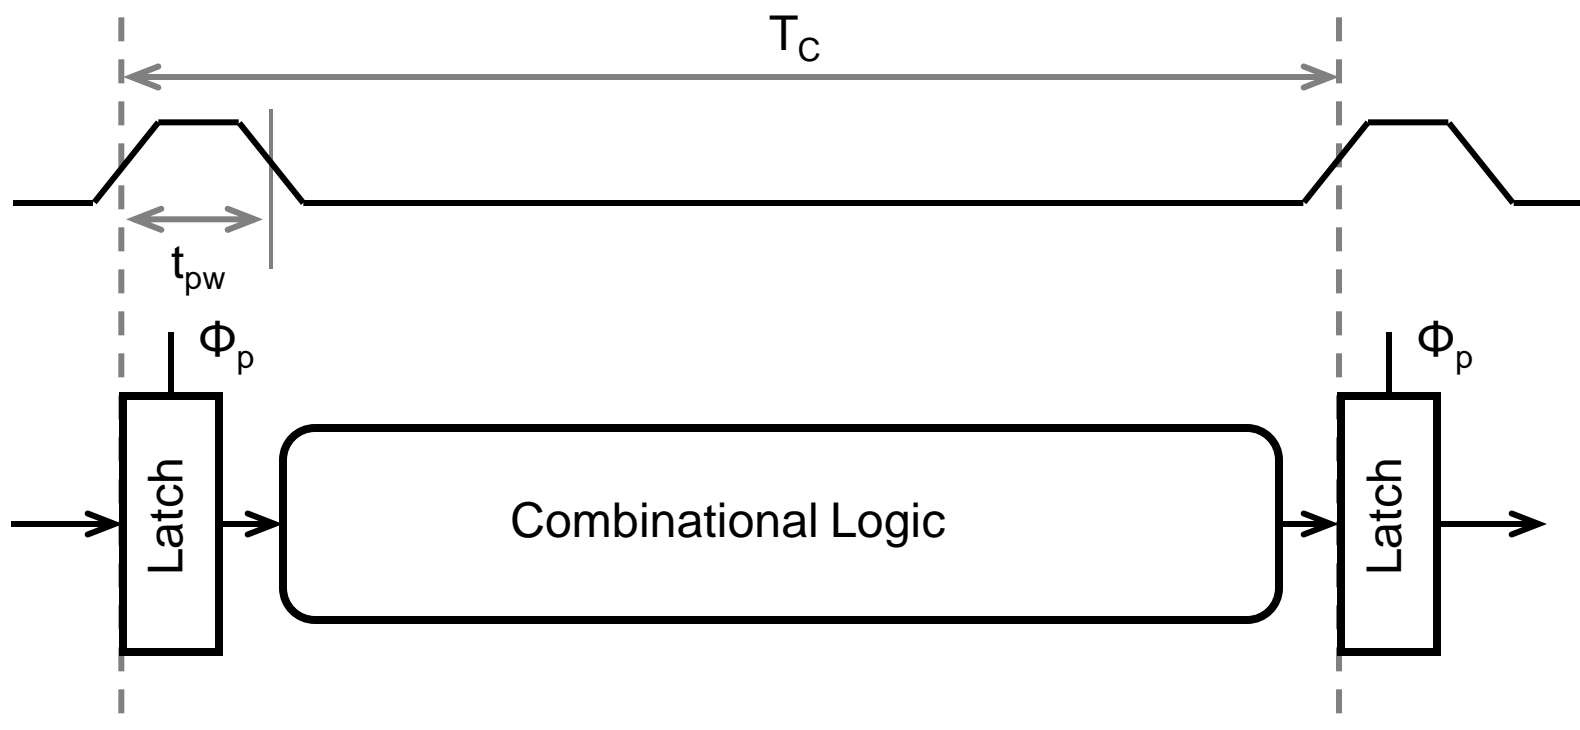 T_C
t_pw
Φ_p
Φ_p
Latch
Combinational Logic
Latch